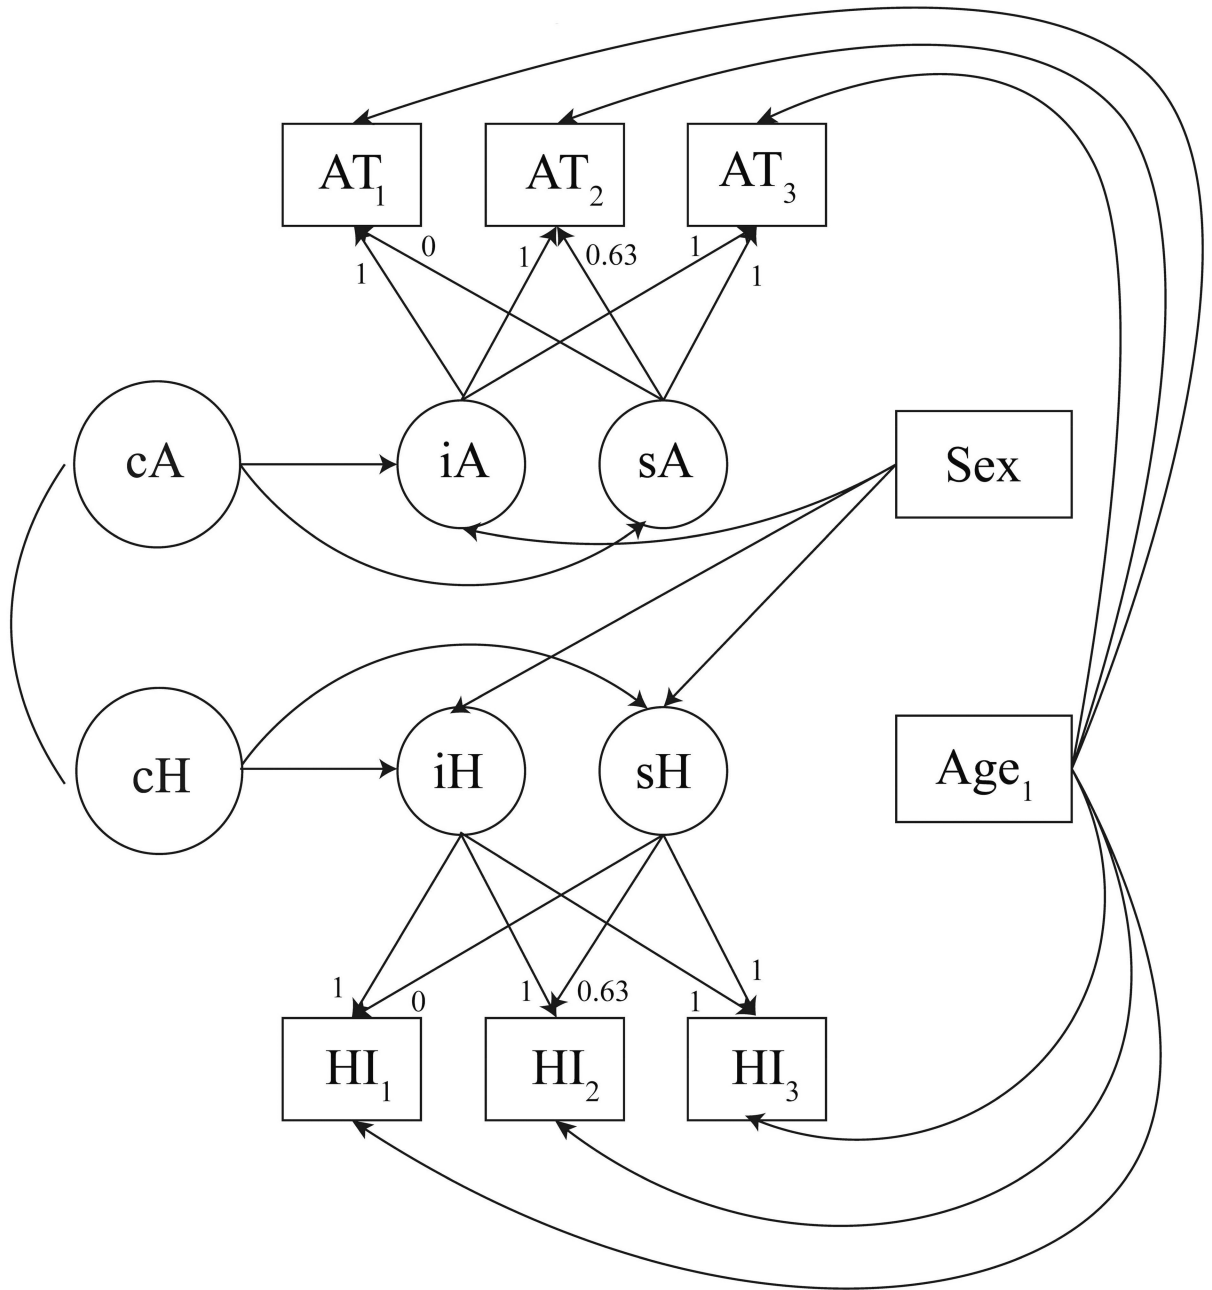 AT1 AT2 AT3
0 1 0.63 1
1 1
cA iA sA Sex
cH iH sH Age1
1 0 1 0.63 1 1
HI1 HI2 HI3